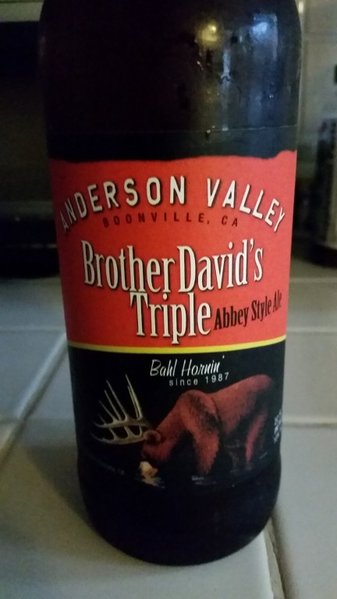 ANDERSON VALLEY
BOONVILLE, CA
Brother David's
Triple Abbey Style Ale
Bahl Hornin'
since 1987